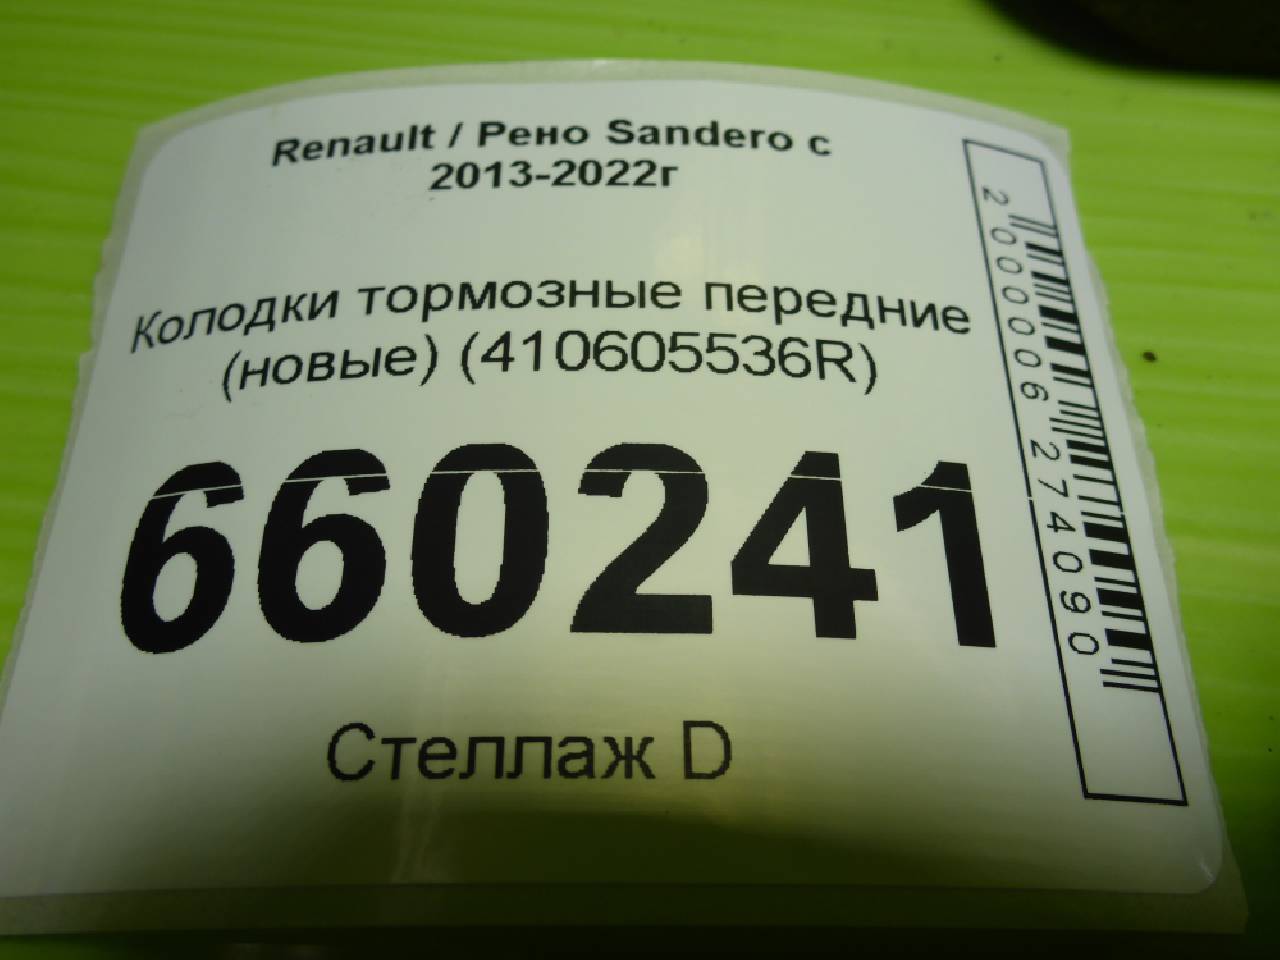 Renault / Рено Sandero с
2013-2022г
Колодки тормозные передние
(новые) (410605536R)
660241
Стеллаж D
2000006274090